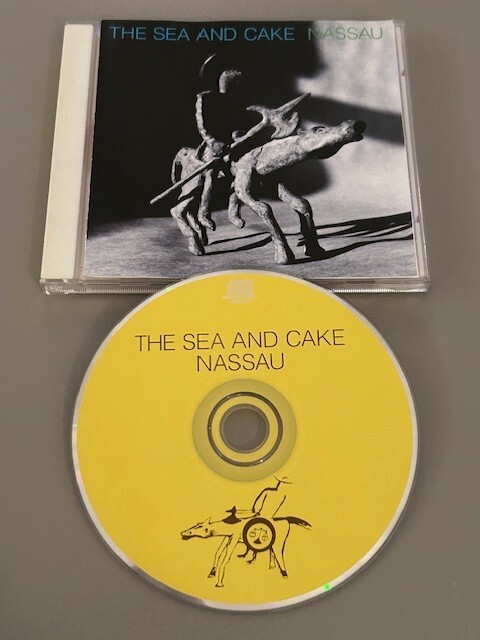 THE SEA AND CAKE NASSAU
THE SEA AND CAKE
NASSAU